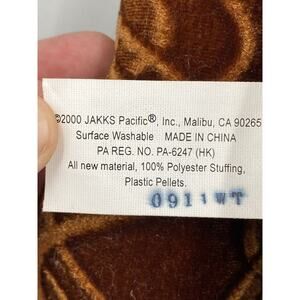 ©2000 JAKKS Pacific®, Inc., Malibu, CA 90265
Surface Washable MADE IN CHINA
PA REG. NO. PA-6247 (HK)
All new material, 100% Polyester Stuffing,
Plastic Pellets.
0911WT